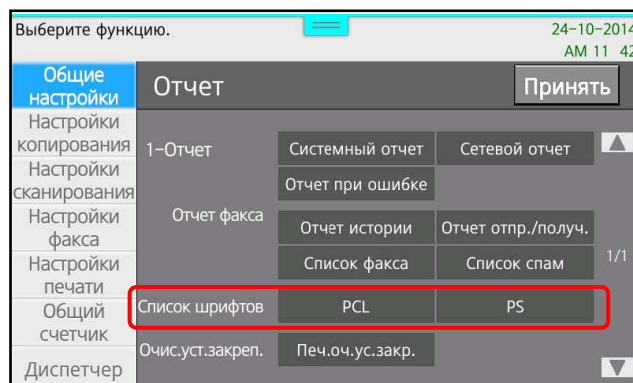 Выберите функцию.
24-10-2014
AM 11 42
Общие
настройки
Отчет
Принять
Настройки
копирования
Настройки
сканирования
Настройки
факса
Настройки
печати
Общий
счетчик
Диспетчер
1-Отчет
Системный отчет
Сетевой отчет
Отчет при ошибке
Отчет факса
Отчет истории
Отчет отпр./получ.
Список факса
Список спам
1/1
Список шрифтов
PCL
PS
Очис.уст.закреп.
Печ.оч.ус.закр.